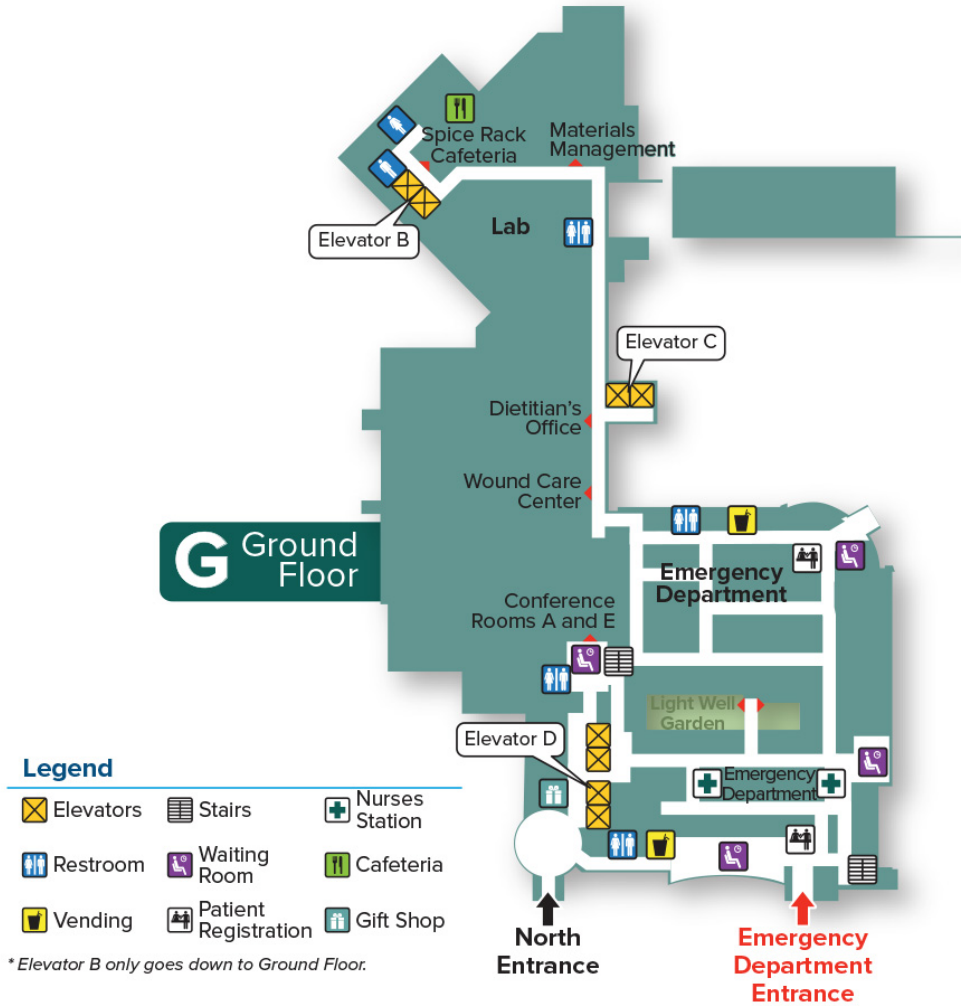 Spice Rack
Cafeteria
Materials
Management
Elevator B
Lab
Elevator C
Dietitian's
Office
Wound Care
Center
G Ground
Floor
Emergency
Department
Conference
Rooms A and E
Light Well
Garden
Elevator D
Emergency
Department
Legend
Elevators
Stairs
Nurses
Station
Restroom
Waiting
Room
Cafeteria
Vending
Patient
Registration
Gift Shop
* Elevator B only goes down to Ground Floor.
North
Entrance
Emergency
Department
Entrance